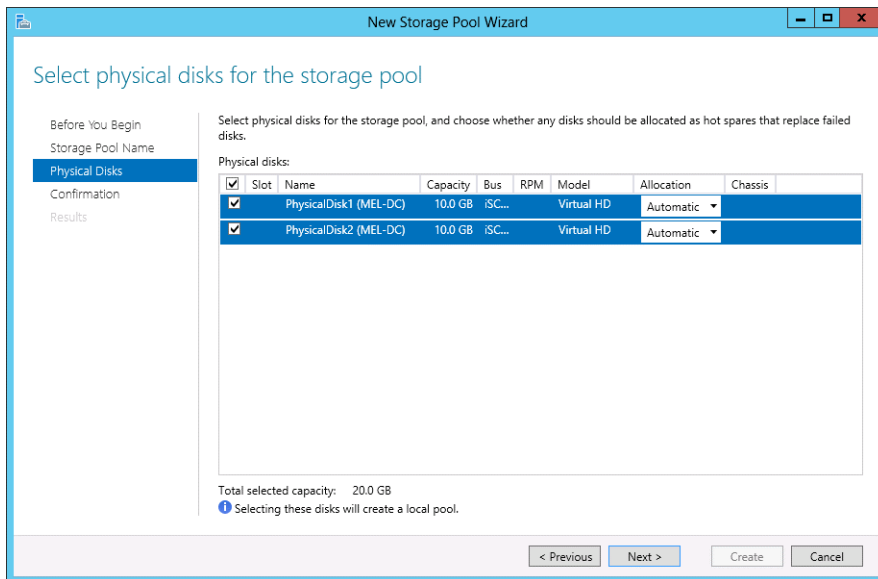 New Storage Pool Wizard
Select physical disks for the storage pool
Before You Begin
Storage Pool Name
Physical Disks
Confirmation
Results
Select physical disks for the storage pool, and choose whether any disks should be allocated as hot spares that replace failed
disks.
Physical disks:
Slot Name Capacity Bus RPM Model Allocation Chassis
PhysicalDisk1 (MEL-DC) 10.0 GB iSC... Virtual HD Automatic
PhysicalDisk2 (MEL-DC) 10.0 GB iSC... Virtual HD Automatic
Total selected capacity: 20.0 GB
Selecting these disks will create a local pool.
< Previous Next > Create Cancel